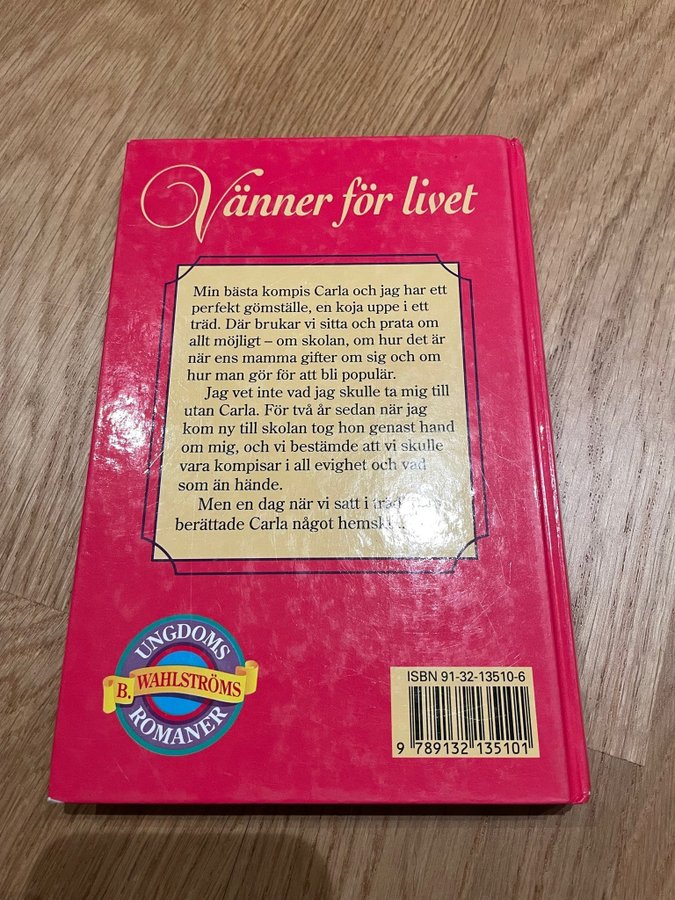 Vänner för livet
Min bästa kompis Carla och jag har ett
perfekt gömställe, en koja uppe i ett
träd. Där brukar vi sitta och prata om
allt möjligt – om skolan, om hur det är
när ens mamma gifter om sig och om
hur man gör för att bli populär.
Jag vet inte vad jag skulle ta mig till
utan Carla. För två år sedan när jag
kom ny till skolan tog hon genast hand
om mig, och vi bestämde att vi skulle
vara kompisar i all evighet och vad
som än hände.
Men en dag när vi satt i
berättade Carla något
UNGDOMS
B. WAHLSTRÖMS
ROMANER
ISBN 91-32-13510-6
9 789132 135101